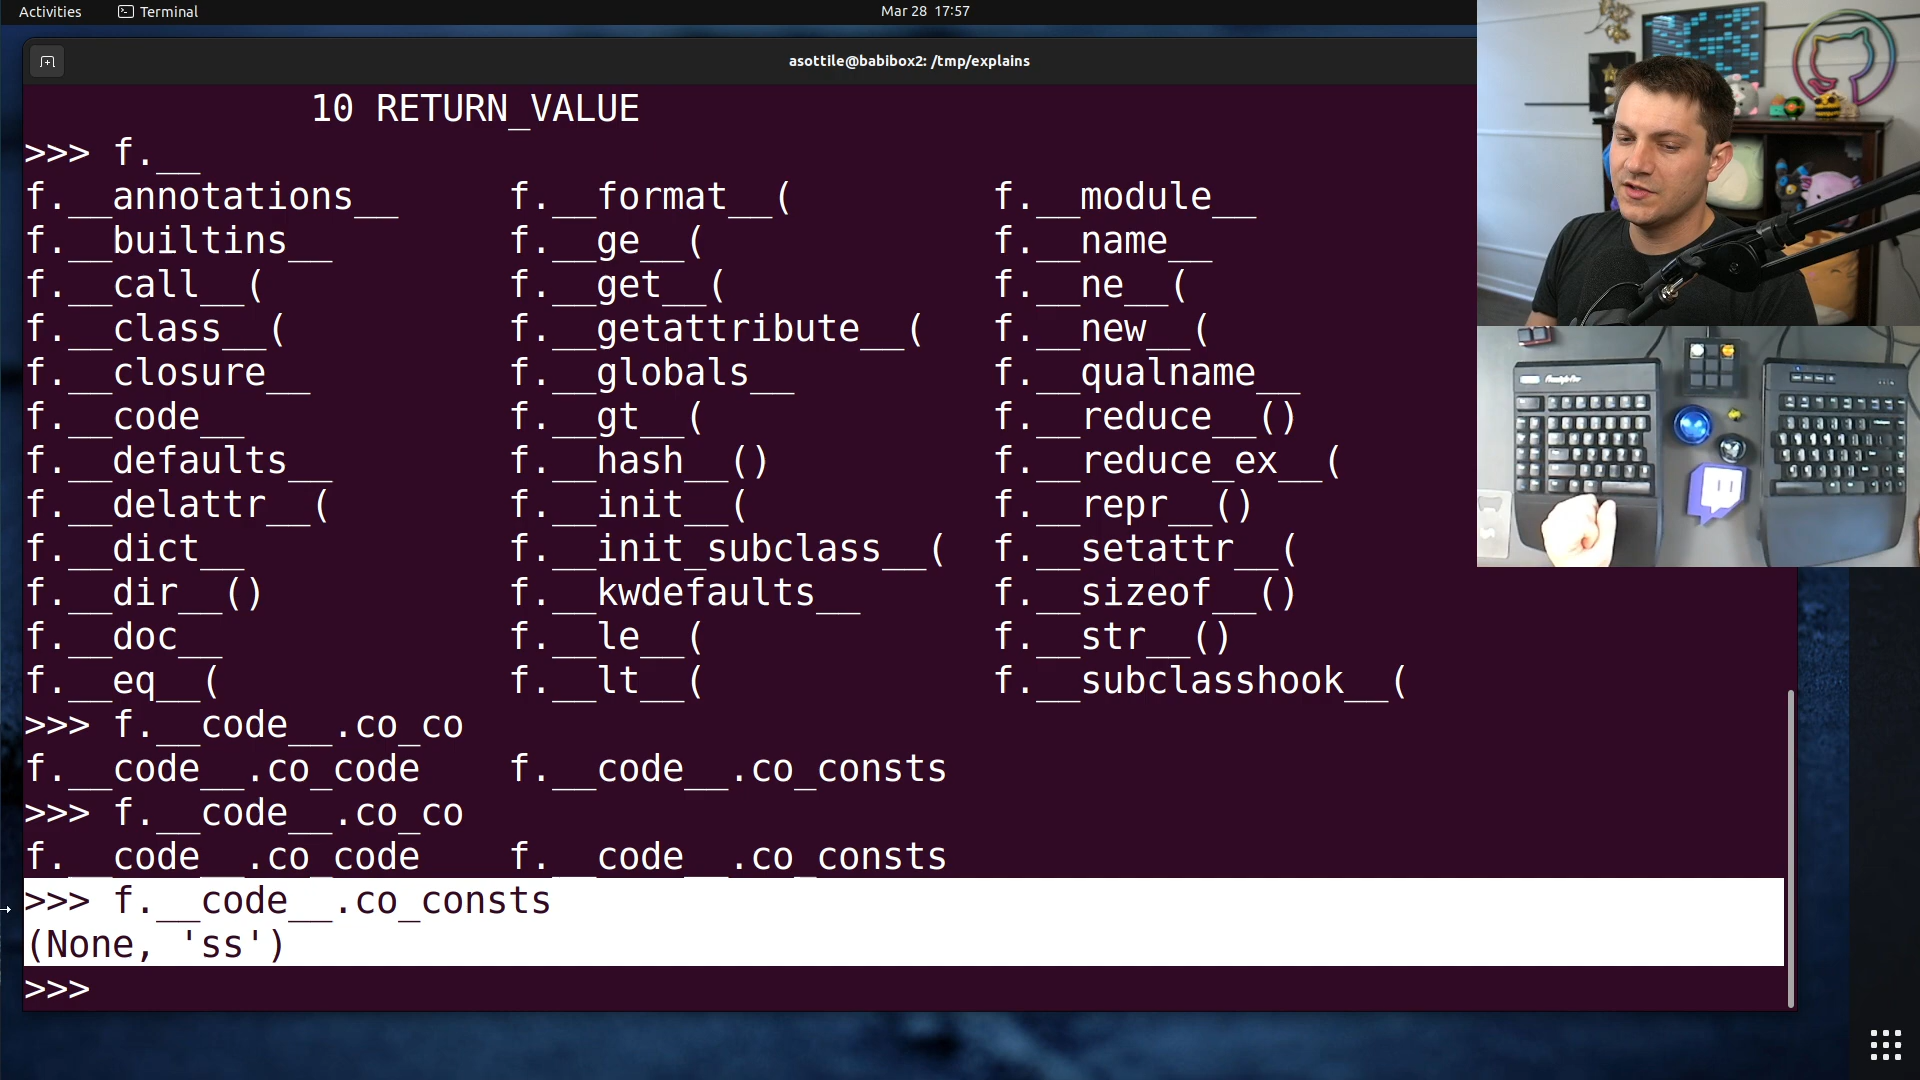 Activities
Terminal
Mar 28 17:57
asottile@babibox2: /tmp/explains
10 RETURN_VALUE
>>> f.__
f.__annotations__ f.__format__( f.__module__
f.__builtins__ f.__ge__( f.__name__
f.__call__( f.__get__( f.__ne__(
f.__class__( f.__getattribute__( f.__new__(
f.__closure__ f.__globals__ f.__qualname__
f.__code__ f.__gt__( f.__reduce__()
f.__defaults__ f.__hash__() f.__reduce_ex__(
f.__delattr__( f.__init__( f.__repr__()
f.__dict__ f.__init_subclass__( f.__setattr__(
f.__dir__() f.__kwdefaults__ f.__sizeof__()
f.__doc__ f.__le__( f.__str__()
f.__eq__( f.__lt__( f.__subclasshook__(
>>> f.__code__.co_co
f.__code__.co_code f.__code__.co_consts
>>> f.__code__.co_co
f.__code__.co_code f.__code__.co_consts
>>> f.__code__.co_consts
(None, 'ss')
>>>